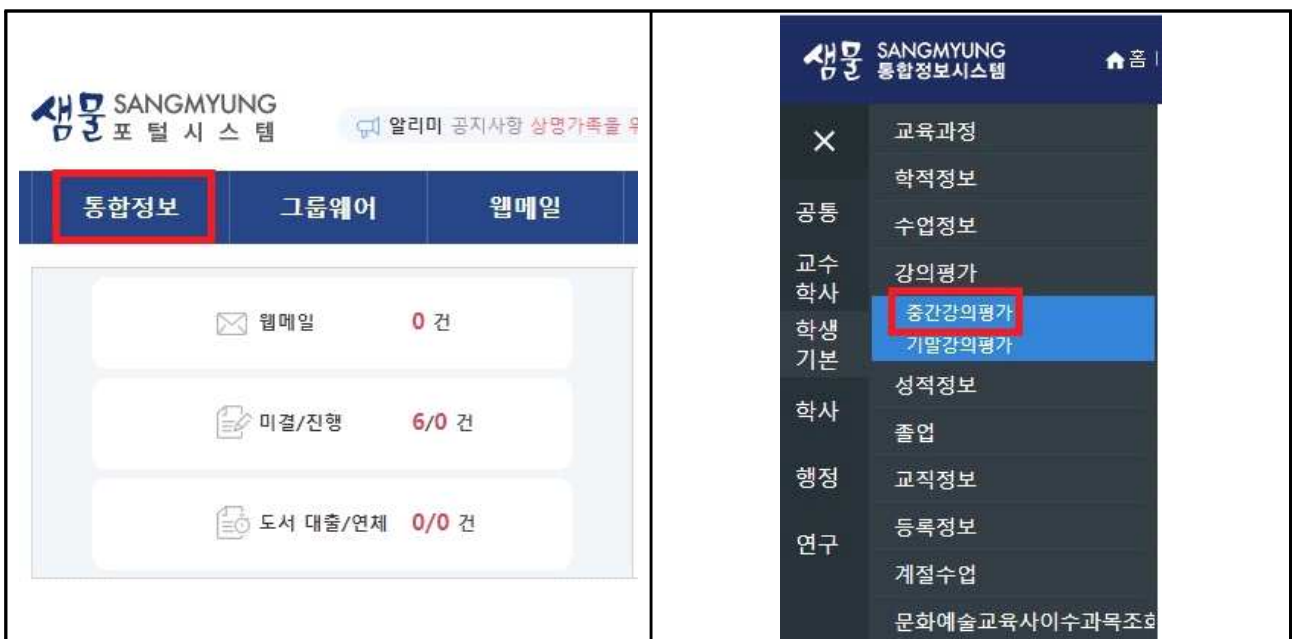 샘물 SANGMYUNG
포털시스템
알리미 공지사항 상명가족을
통합정보 그룹웨어 웹메일
웹메일 0 건
미결/진행 6/0 건
도서 대출/연체 0/0 건
샘물 SANGMYUNG
통합정보시스템
홈
공통
교수
학사
학생
기본
학사
행정
연구
교육과정
학적정보
수업정보
강의평가
중간강의평가
기말강의평가
성적정보
졸업
교직정보
등록정보
계절수업
문화예술교육사이수과목조회